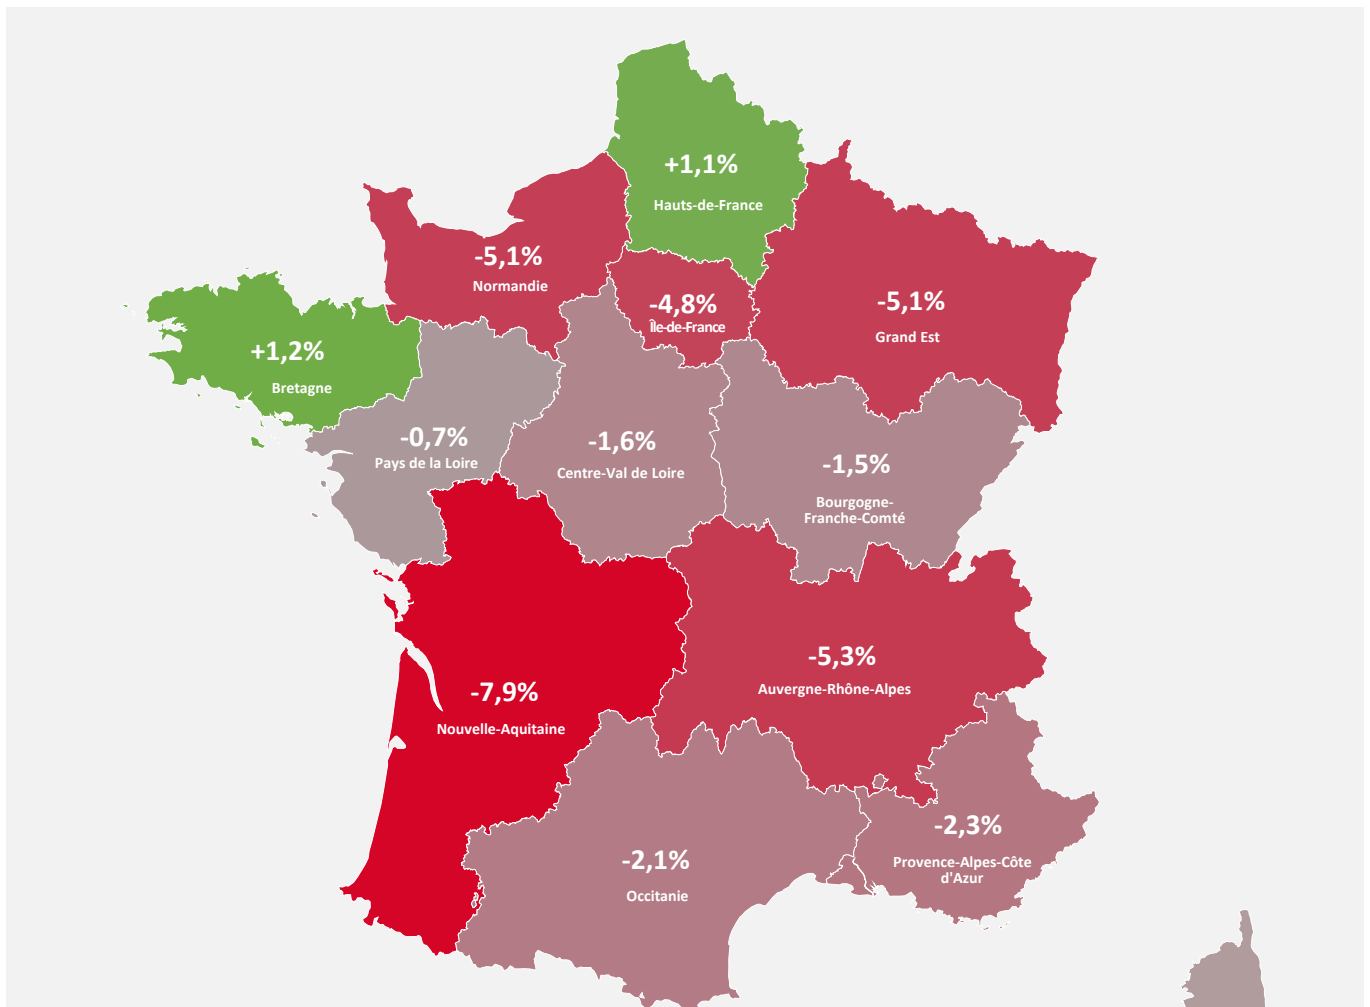 +1,1%
Hauts-de-France
-5,1%
Normandie
-4,8%
Île-de-France
-5,1%
Grand Est
+1,2%
Bretagne
-0,7%
Pays de la Loire
-1,6%
Centre-Val de Loire
-1,5%
Bourgogne-
Franche-Comté
-5,3%
Auvergne-Rhône-Alpes
-7,9%
Nouvelle-Aquitaine
-2,3%
Provence-Alpes-Côte
d'Azur
-2,1%
Occitanie